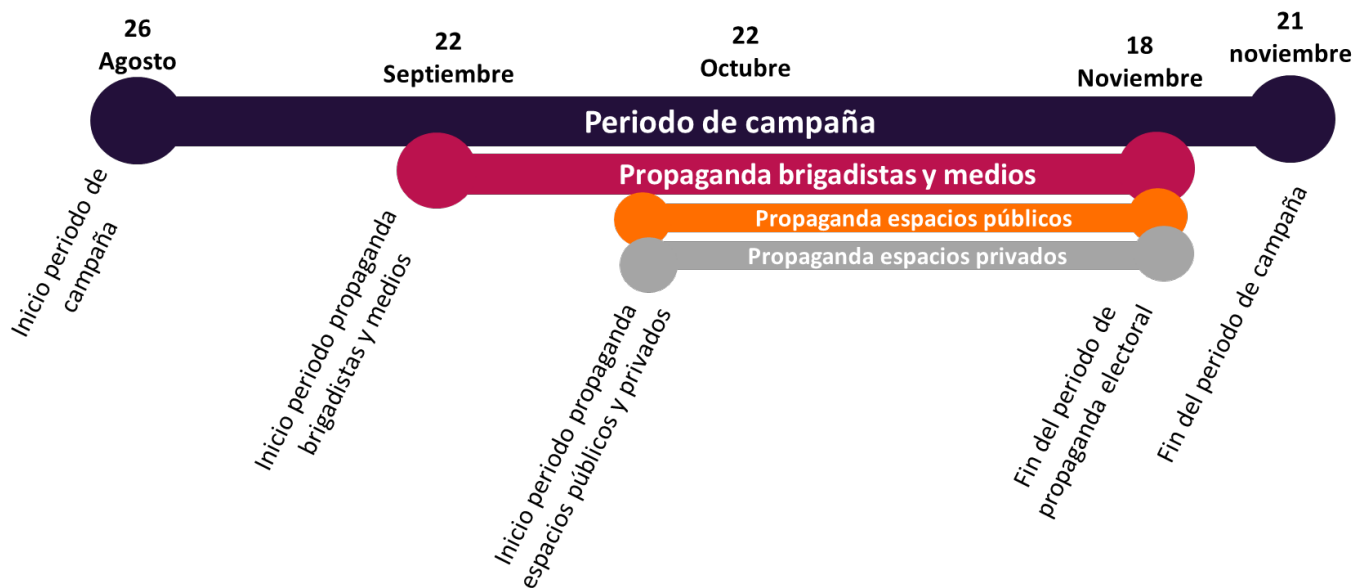 26
Agosto
22
Septiembre
22
Octubre
18
Noviembre
21
noviembre
Periodo de campaña
Propaganda brigadistas y medios
Propaganda espacios públicos
Propaganda espacios privados
Inicio periodo de
campaña
Inicio periodo propaganda
brigadistas y medios
Inicio periodo propaganda
espacios públicos y privados
Fin del periodo de
propaganda electoral
Fin del periodo de campaña